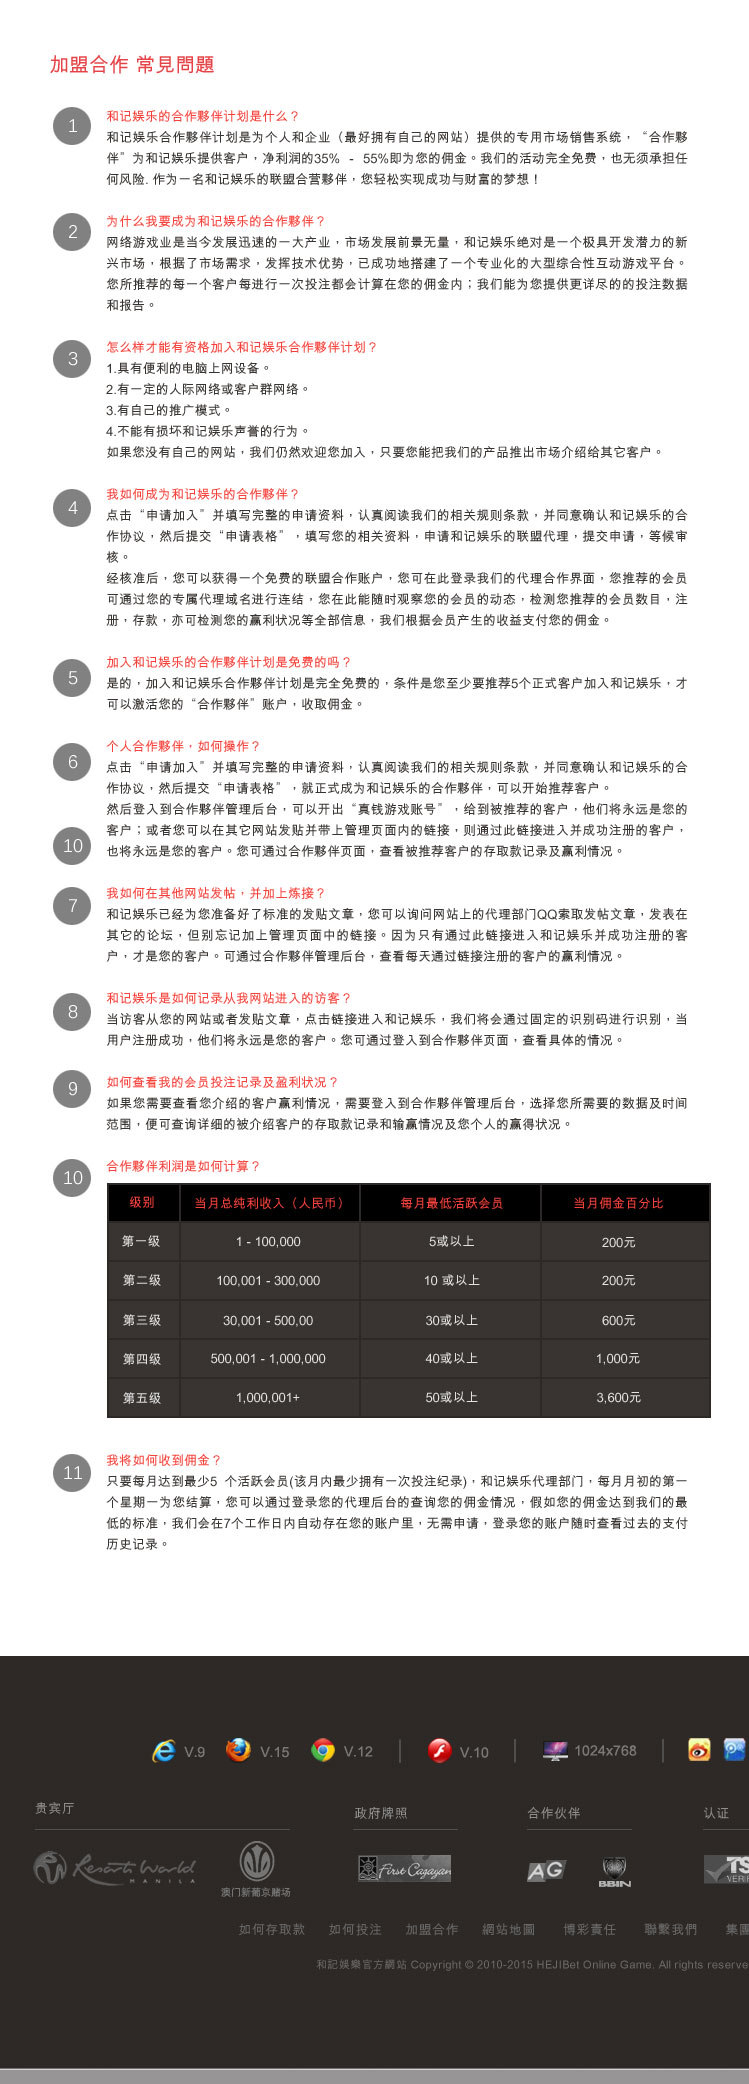 加盟合作 常見問題
1
和记娱乐的合作夥伴计划是什么？
和记娱乐合作夥伴计划是为个人和企业（最好拥有自己的网站）提供的专用市场销售系统，“合作夥
伴”为和记娱乐提供客户，净利润的35% - 55%即为您的佣金。我们的活动完全免费，也无须承担任
何风险. 作为一名和记娱乐的联盟合营夥伴，您轻松实现成功与财富的梦想！
2
为什么我要成为和记娱乐的合作夥伴？
网络游戏业是当今发展迅速的一大产业，市场发展前景无量，和记娱乐绝对是一个极具开发潜力的新
兴市场，根据了市场需求，发挥技术优势，已成功地搭建了一个专业化的大型综合性互动游戏平台。
您所推荐的每一个客户每进行一次投注都会计算在您的佣金内；我们能为您提供更详尽的的投注数据
和报告。
3
怎么样才能有资格加入和记娱乐合作夥伴计划？
1.具有便利的电脑上网设备。
2.有一定的人际网络或客户群网络。
3.有自己的推广模式。
4.不能有损坏和记娱乐声誉的行为。
如果您没有自己的网站，我们仍然欢迎您加入，只要您能把我们的产品推出市场介绍给其它客户。
4
我如何成为和记娱乐的合作夥伴？
点击“申请加入”并填写完整的申请资料，认真阅读我们的相关规则条款，并同意确认和记娱乐的合
作协议，然后提交“申请表格”，填写您的相关资料，申请和记娱乐的联盟代理，提交申请，等候审
核。
经核准后，您可以获得一个免费的联盟合作账户，您可在此登录我们的代理合作界面，您推荐的会员
可通过您的专属代理域名进行连结，您在此能随时观察您的会员的动态，检测您推荐的会员数目，注
册，存款，亦可检测您的赢利状况等全部信息，我们根据会员产生的收益支付您的佣金。
5
加入和记娱乐的合作夥伴计划是免费的吗？
是的，加入和记娱乐合作夥伴计划是完全免费的，条件是您至少要推荐5个正式客户加入和记娱乐，才
可以激活您的“合作夥伴”账户，收取佣金。
6
个人合作夥伴，如何操作？
点击“申请加入”并填写完整的申请资料，认真阅读我们的相关规则条款，并同意确认和记娱乐的合
作协议，然后提交“申请表格”，就正式成为和记娱乐的合作夥伴，可以开始推荐客户。
然后登入到合作夥伴管理后台，可以开出“真钱游戏账号”，给到被推荐的客户，他们将永远是您的
客户；或者您可以在其它网站发贴并带上管理页面内的链接，则通过此链接进入并成功注册的客户，
10
也将永远是您的客户。您可通过合作夥伴页面，查看被推荐客户的存取款记录及赢利情况。
7
我如何在其他网站发帖，并加上炼接？
和记娱乐已经为您准备好了标准的发贴文章，您可以询问网站上的代理部门QQ索取发帖文章，发表在
其它的论坛，但别忘记加上管理页面中的链接。因为只有通过此链接进入和记娱乐并成功注册的客
户，才是您的客户。可通过合作夥伴管理后台，查看每天通过链接注册的客户的赢利情况。
8
和记娱乐是如何记录从我网站进入的访客？
当访客从您的网站或者发贴文章，点击链接进入和记娱乐，我们将会通过固定的识别码进行识别，当
用户注册成功，他们将永远是您的客户。您可通过登入到合作夥伴页面，查看具体的情况。
9
如何查看我的会员投注记录及盈利状况？
如果您需要查看您介绍的客户赢利情况，需要登入到合作夥伴管理后台，选择您所需要的数据及时间
范围，便可查询详细的被介绍客户的存取款记录和输赢情况及您个人的赢得状况。
10
合作夥伴利润是如何计算？
级别 当月总纯利收入（人民币） 每月最低活跃会员 当月佣金百分比
第一级 1 - 100,000 5或以上 200元
第二级 100,001 - 300,000 10 或以上 200元
第三级 30,001 - 500,00 30或以上 600元
第四级 500,001 - 1,000,000 40或以上 1,000元
第五级 1,000,001+ 50或以上 3,600元
11
我将如何收到佣金？
只要每月达到最少5 个活跃会员(该月内最少拥有一次投注纪录)，和记娱乐代理部门，每月月初的第一
个星期一为您结算，您可以通过登录您的代理后台的查询您的佣金情况，假如您的佣金达到我们的最
低的标准，我们会在7个工作日内自动存在您的账户里，无需申请，登录您的账户随时查看过去的支付
历史记录。
V.9 V.15 V.12 V.10 1024x768
贵宾厅 政府牌照 合作伙伴 认证
Resorts World
MANILA
澳门新葡京赌场
First Cagayan
AG
BBIN
TS
VERI
如何存取款 如何投注 加盟合作 網站地圖 博彩責任 聯繫我們 集團
和記娛樂官方網站 Copyright © 2010-2015 HEJIBet Online Game. All rights reserve